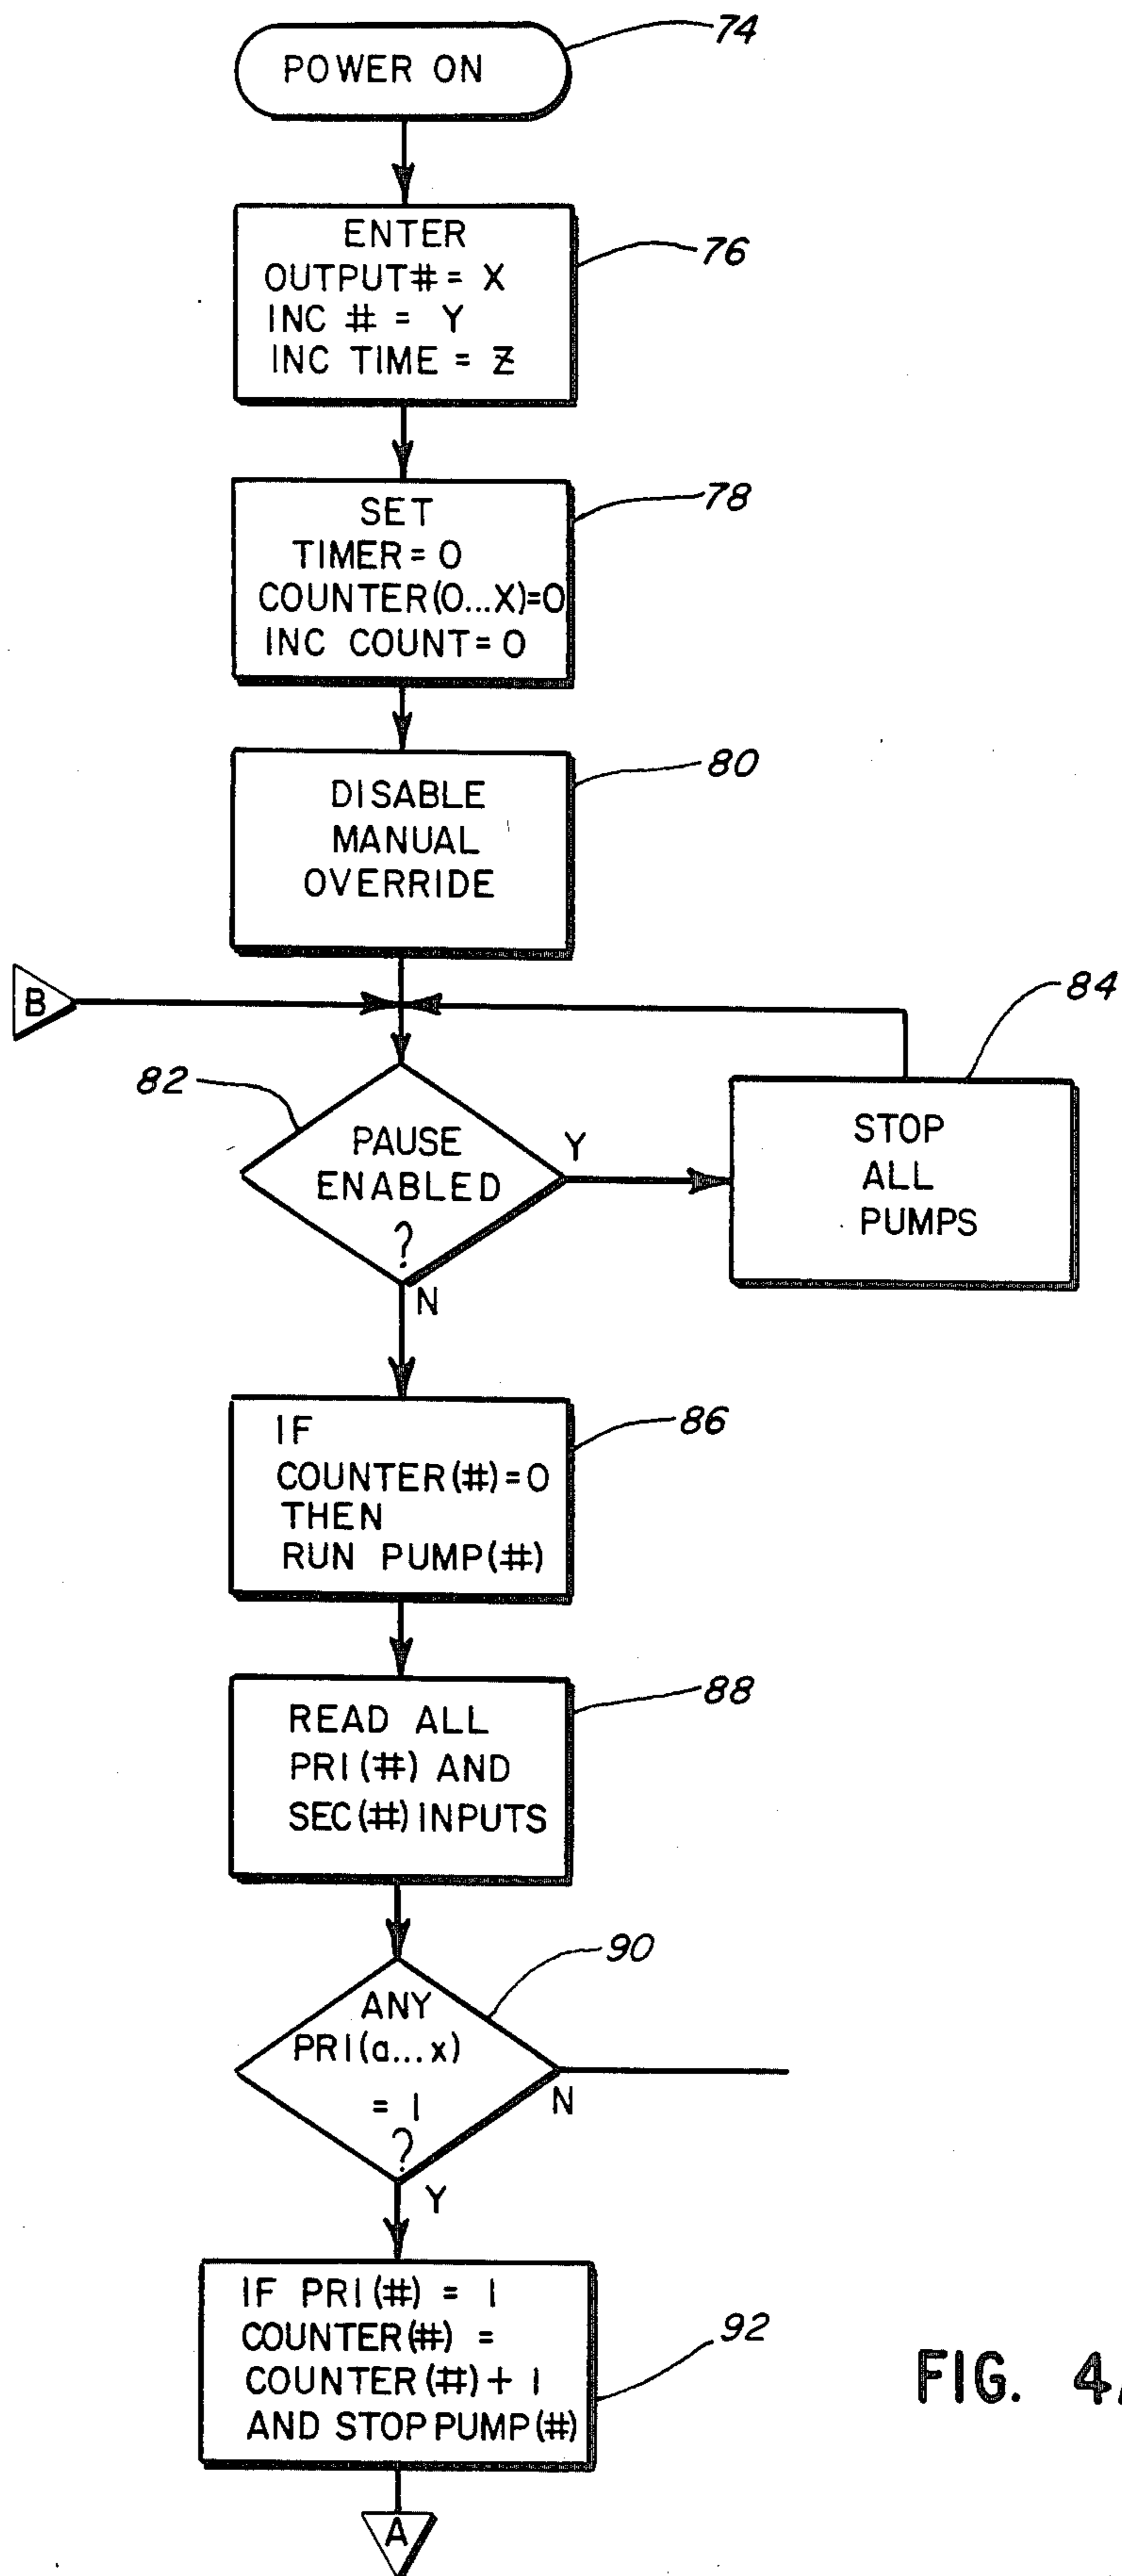 74
POWER ON
76
ENTER
OUTPUT# = X
INC # = Y
INC TIME = Z
78
SET
TIMER = 0
COUNTER(0...X)=0
INC COUNT = 0
80
DISABLE
MANUAL
OVERRIDE
B
84
82
PAUSE
ENABLED
?
Y
N
STOP
ALL
PUMPS
86
IF
COUNTER(#)=0
THEN
RUN PUMP(#)
88
READ ALL
PRI(#) AND
SEC(#) INPUTS
90
ANY
PRI(a...x)
= 1
?
N
Y
92
IF PRI(#) = 1
COUNTER(#) =
COUNTER(#)+ 1
AND STOP PUMP(#)
A
FIG. 4